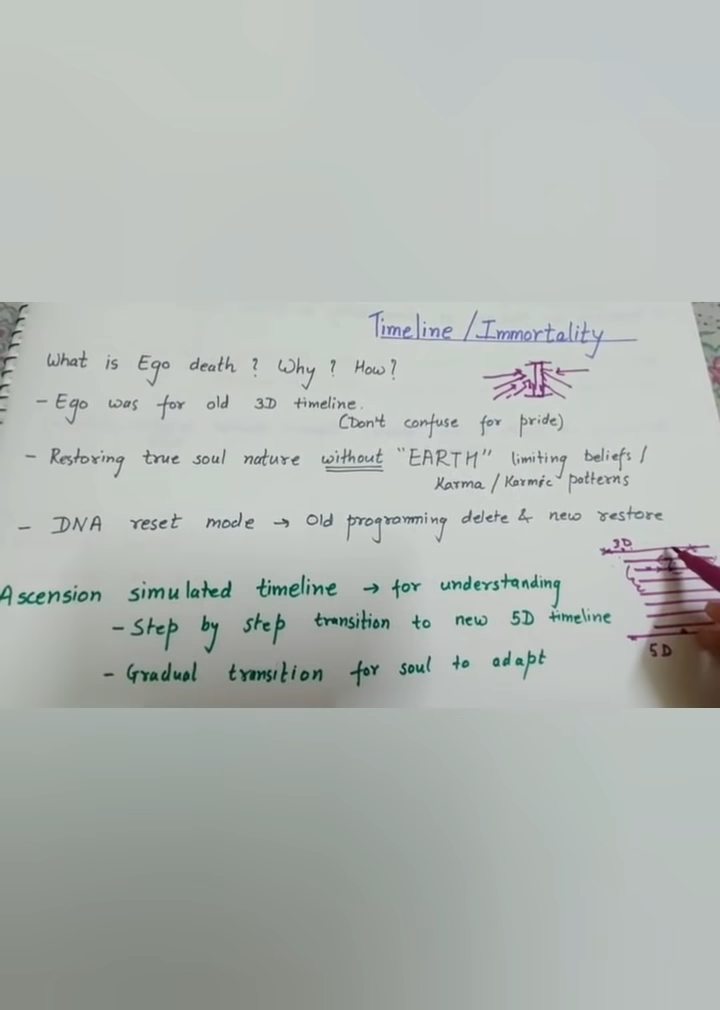 Timeline / Immortality
What is Ego death ? Why ? How ?
- Ego was for old 3D timeline.
(Don't confuse for pride)
- Restoring true soul nature without "EARTH" limiting beliefs /
Karma / Karmic patterns
- DNA reset mode → Old programming delete & new restore
3D
Ascension simulated timeline → for understanding
- Step by step transition to new 5D timeline
5D
- Gradual transition for soul to adapt